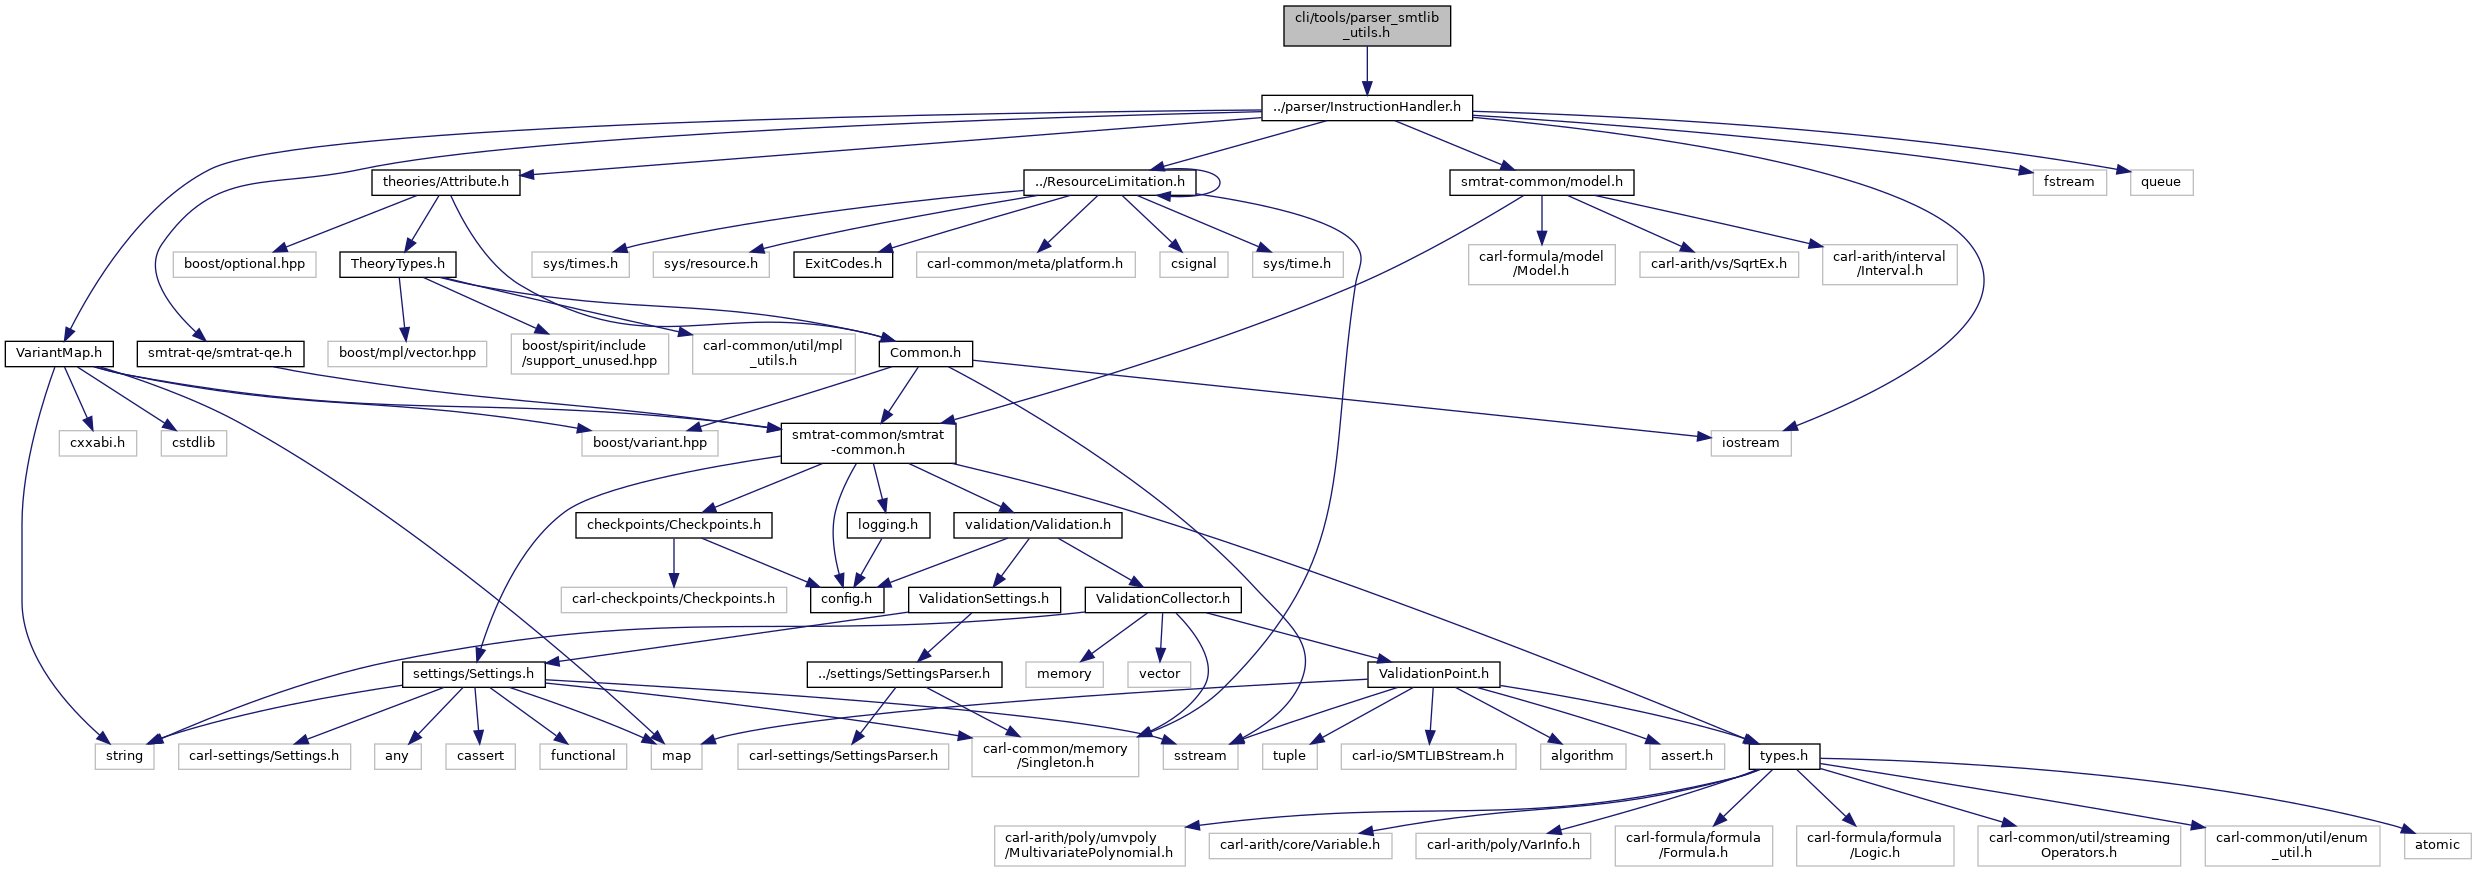 cli/tools/parser_smtlib
_utils.h
../parser/InstructionHandler.h
theories/Attribute.h
../ResourceLimitation.h
smtrat-common/model.h
fstream
queue
boost/optional.hpp
TheoryTypes.h
sys/times.h
sys/resource.h
ExitCodes.h
carl-common/meta/platform.h
csignal
sys/time.h
carl-formula/model
/Model.h
carl-arith/vs/SqrtEx.h
carl-arith/interval
/Interval.h
VariantMap.h
smtrat-qe/smtrat-qe.h
boost/mpl/vector.hpp
boost/spirit/include
/support_unused.hpp
carl-common/util/mpl
_utils.h
Common.h
cxxabi.h
cstdlib
boost/variant.hpp
smtrat-common/smtrat
-common.h
iostream
checkpoints/Checkpoints.h
logging.h
validation/Validation.h
carl-checkpoints/Checkpoints.h
config.h
ValidationSettings.h
ValidationCollector.h
settings/Settings.h
../settings/SettingsParser.h
memory
vector
ValidationPoint.h
string
carl-settings/Settings.h
any
cassert
functional
map
carl-settings/SettingsParser.h
carl-common/memory
/Singleton.h
sstream
tuple
carl-io/SMTLIBStream.h
algorithm
assert.h
types.h
carl-arith/poly/umvpoly
/MultivariatePolynomial.h
carl-arith/core/Variable.h
carl-arith/poly/VarInfo.h
carl-formula/formula
/Formula.h
carl-formula/formula
/Logic.h
carl-common/util/streaming
Operators.h
carl-common/util/enum
_util.h
atomic